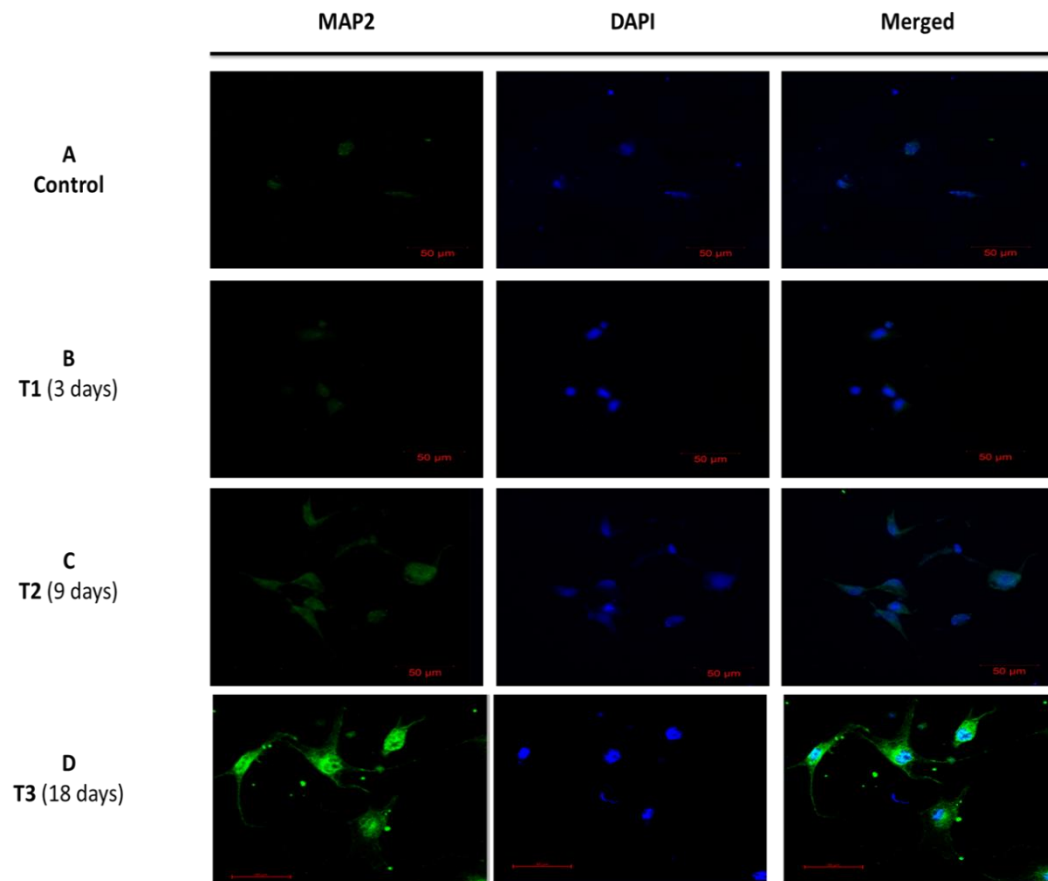 MAP2 DAPI Merged
A
Control
50 µm 50 µm 50 µm
B
T1 (3 days)
50 µm 50 µm 50 µm
C
T2 (9 days)
50 µm 50 µm 50 µm
D
T3 (18 days)